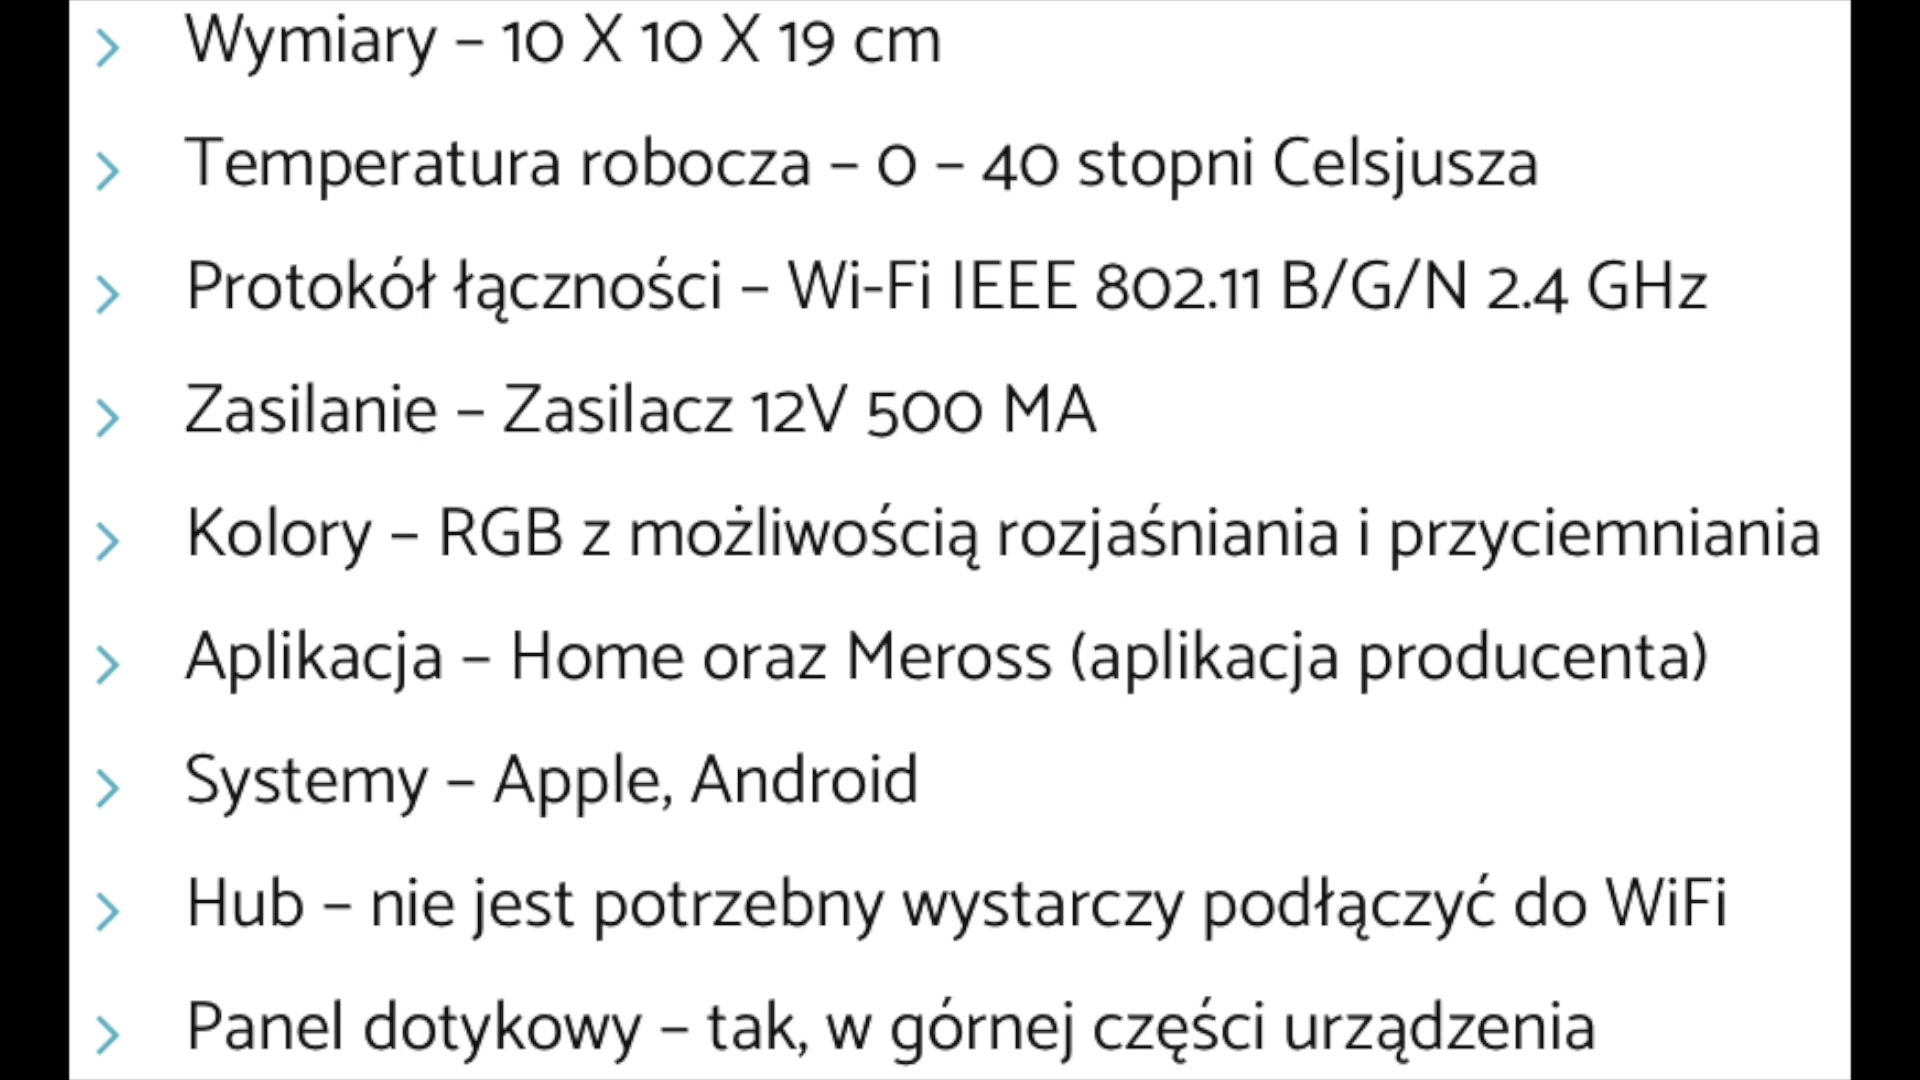 Wymiary – 10 X 10 X 19 cm
Temperatura robocza – 0 – 40 stopni Celsjusza
Protokół łączności – Wi-Fi IEEE 802.11 B/G/N 2.4 GHz
Zasilanie – Zasilacz 12V 500 MA
Kolory – RGB z możliwością rozjaśniania i przyciemniania
Aplikacja – Home oraz Meross (aplikacja producenta)
Systemy – Apple, Android
Hub – nie jest potrzebny wystarczy podłączyć do WiFi
Panel dotykowy – tak, w górnej części urządzenia